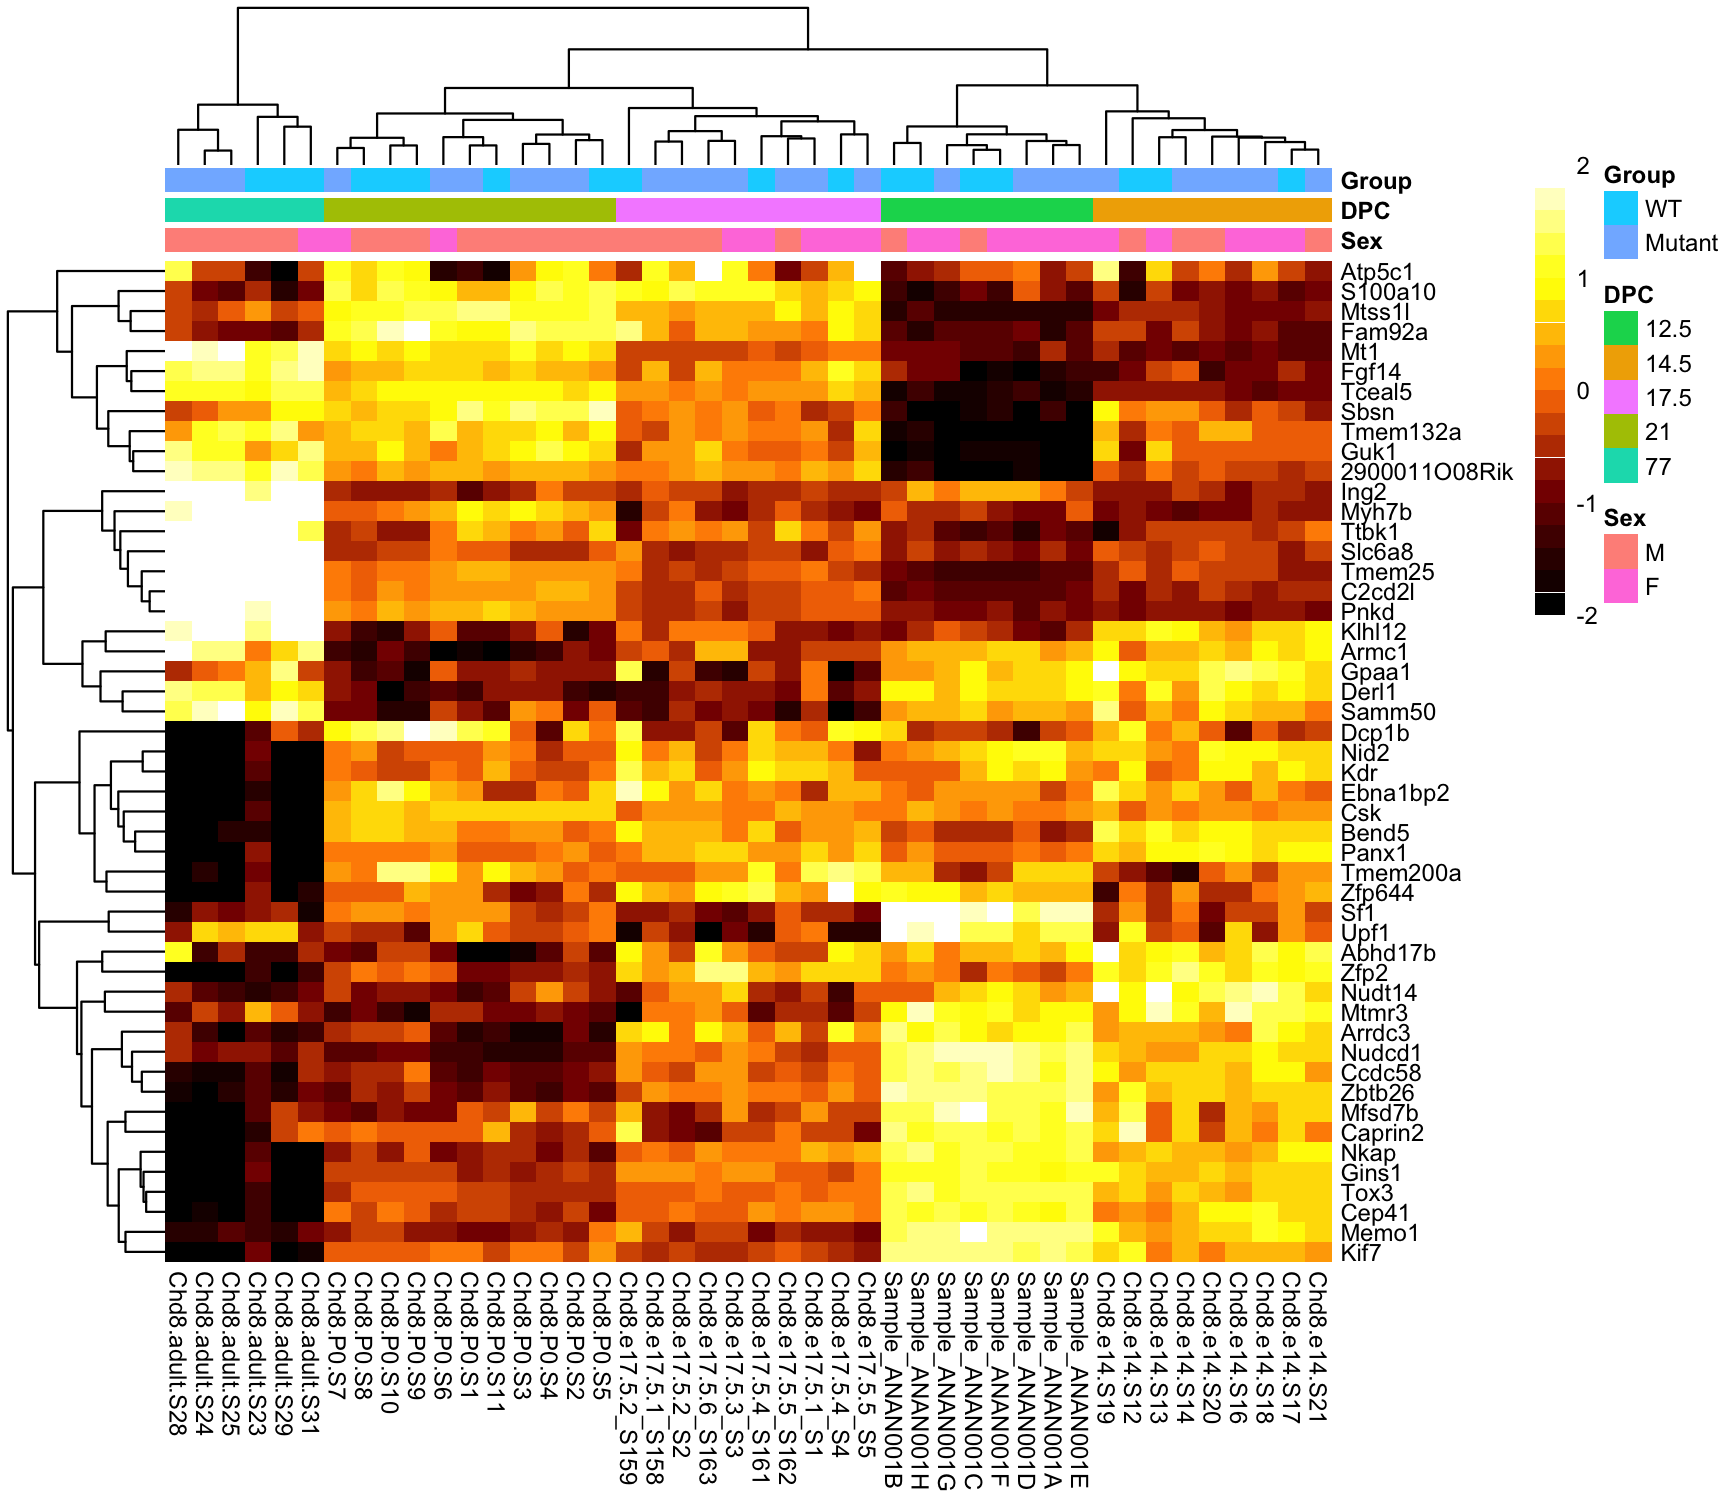 Group
DPC
Sex
2
1
0
-1
-2
Group
WT
Mutant
DPC
12.5
14.5
17.5
21
77
Sex
M
F
Atp5c1
S100a10
Mtss1l
Fam92a
Mt1
Fgf14
Tceal5
Sbsn
Tmem132a
Guk1
2900011O08Rik
Ing2
Myh7b
Ttbk1
Slc6a8
Tmem25
C2cd2l
Pnkd
Klhl12
Armc1
Gpaa1
Derl1
Samm50
Dcp1b
Nid2
Kdr
Ebna1bp2
Csk
Bend5
Panx1
Tmem200a
Zfp644
Sf1
Upf1
Abhd17b
Zfp2
Nudt14
Mtmr3
Arrdc3
Nudcd1
Ccdc58
Zbtb26
Mfsd7b
Caprin2
Nkap
Gins1
Tox3
Cep41
Memo1
Kif7
Chd8.adult.S28
Chd8.adult.S24
Chd8.adult.S25
Chd8.adult.S23
Chd8.adult.S29
Chd8.adult.S31
Chd8.P0.S7
Chd8.P0.S8
Chd8.P0.S10
Chd8.P0.S9
Chd8.P0.S6
Chd8.P0.S1
Chd8.P0.S11
Chd8.P0.S3
Chd8.P0.S4
Chd8.P0.S2
Chd8.P0.S5
Chd8.e17.5.2_S159
Chd8.e17.5.1_S158
Chd8.e17.5.2_S2
Chd8.e17.5.6_S163
Chd8.e17.5.3_S3
Chd8.e17.5.4_S161
Chd8.e17.5.5_S162
Chd8.e17.5.1_S1
Chd8.e17.5.4_S4
Chd8.e17.5.5_S5
Sample_ANAN001B
Sample_ANAN001H
Sample_ANAN001G
Sample_ANAN001C
Sample_ANAN001F
Sample_ANAN001D
Sample_ANAN001A
Sample_ANAN001E
Chd8.e14.S19
Chd8.e14.S12
Chd8.e14.S13
Chd8.e14.S14
Chd8.e14.S20
Chd8.e14.S16
Chd8.e14.S18
Chd8.e14.S17
Chd8.e14.S21